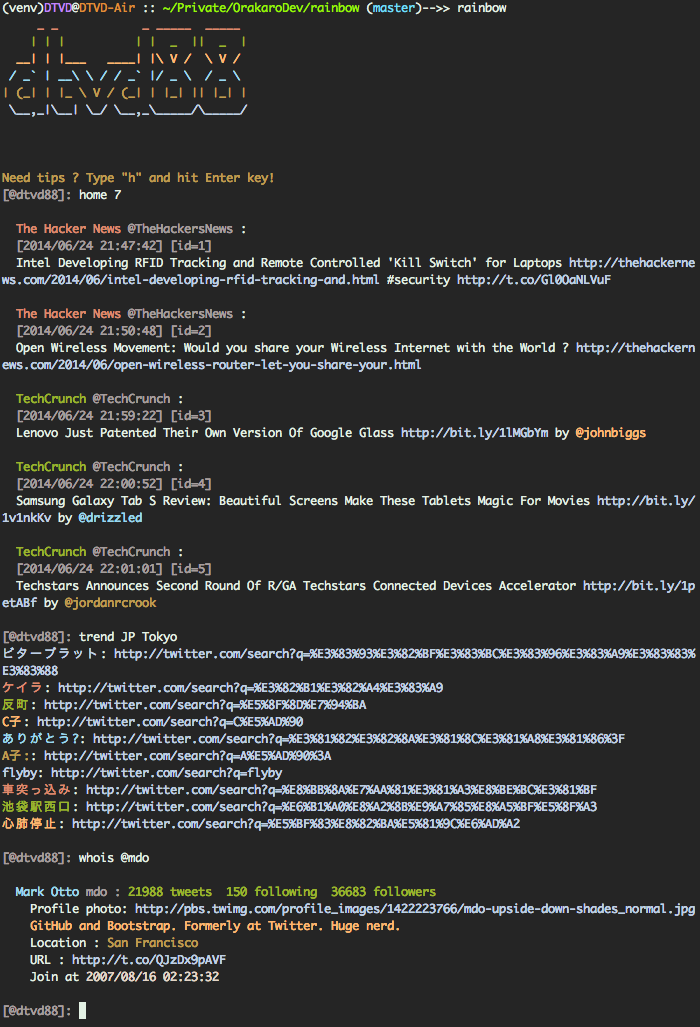 (venv)DTVD@DTVD-Air :: ~/Private/OrakaroDev/rainbow (master)-->> rainbow
dtvd88
Need tips ? Type "h" and hit Enter key!
[@dtvd88]: home 7
The Hacker News @TheHackersNews :
[2014/06/24 21:47:42] [id=1]
Intel Developing RFID Tracking and Remote Controlled 'Kill Switch' for Laptops http://thehackerne
ws.com/2014/06/intel-developing-rfid-tracking-and.html #security http://t.co/Gl0OaNLVuF
The Hacker News @TheHackersNews :
[2014/06/24 21:50:48] [id=2]
Open Wireless Movement: Would you share your Wireless Internet with the World ? http://thehackern
ews.com/2014/06/open-wireless-router-let-you-share-your.html
TechCrunch @TechCrunch :
[2014/06/24 21:59:22] [id=3]
Lenovo Just Patented Their Own Version Of Google Glass http://bit.ly/1lMGbYm by @johnbiggs
TechCrunch @TechCrunch :
[2014/06/24 22:00:52] [id=4]
Samsung Galaxy Tab S Review: Beautiful Screens Make These Tablets Magic For Movies http://bit.ly/
1v1nkKv by @drizzled
TechCrunch @TechCrunch :
[2014/06/24 22:01:01] [id=5]
Techstars Announces Second Round Of R/GA Techstars Connected Devices Accelerator http://bit.ly/1p
etABf by @jordanrcrook
[@dtvd88]: trend JP Tokyo
ビターブラット: http://twitter.com/search?q=%E3%83%93%E3%82%BF%E3%83%BC%E3%83%96%E3%83%A9%E3%83%83%
E3%83%88
ケイラ: http://twitter.com/search?q=%E3%82%B1%E3%82%A4%E3%83%A9
反町: http://twitter.com/search?q=%E5%8F%8D%E7%94%BA
C子: http://twitter.com/search?q=C%E5%AD%90
ありがとう?: http://twitter.com/search?q=%E3%81%82%E3%82%8A%E3%81%8C%E3%81%A8%E3%81%86%3F
A子:: http://twitter.com/search?q=A%E5%AD%90%3A
flyby: http://twitter.com/search?q=flyby
車突っ込み: http://twitter.com/search?q=%E8%BB%8A%E7%AA%81%E3%81%A3%E8%BE%BC%E3%81%BF
池袋駅西口: http://twitter.com/search?q=%E6%B1%A0%E8%A2%8B%E9%A7%85%E8%A5%BF%E5%8F%A3
心肺停止: http://twitter.com/search?q=%E5%BF%83%E8%82%BA%E5%81%9C%E6%AD%A2
[@dtvd88]: whois @mdo
Mark Otto mdo : 21988 tweets 150 following 36683 followers
Profile photo: http://pbs.twimg.com/profile_images/1422223766/mdo-upside-down-shades_normal.jpg
GitHub and Bootstrap. Formerly at Twitter. Huge nerd.
Location : San Francisco
URL : http://t.co/QJzDx9pAVF
Join at 2007/08/16 02:23:32
[@dtvd88]: